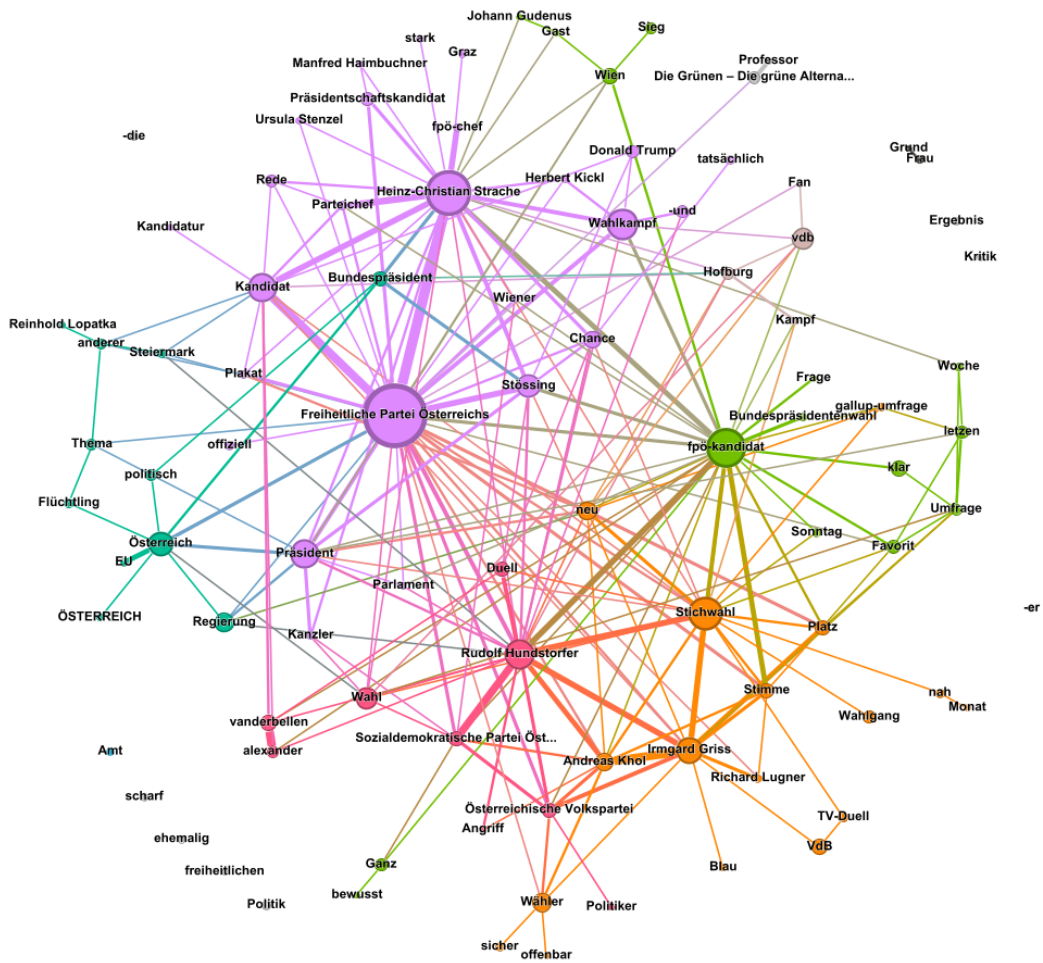 Johann Gudenus
Gast
Sieg
stark
Graz
Manfred Haimbuchner
Wien
Professor
Die Grünen – Die grüne Alterna...
Präsidentschaftskandidat
Ursula Stenzel
fpö-chef
-die
Donald Trump
tatsächlich
Grund
Frau
Rede
Heinz-Christian Strache
Herbert Kickl
Fan
Parteichef
Kandidatur
Wahlkampf
-und
Ergebnis
vdb
Kritik
Kandidat
Bundespräsident
Hofburg
Wiener
Reinhold Lopatka
anderer
Steiermark
Chance
Kampf
Plakat
Stössing
Woche
Frage
Freiheitliche Partei Österreichs
Bundespräsidentenwahl
gallup-umfrage
letzen
Thema
offiziell
fpö-kandidat
politisch
klar
Flüchtling
neu
Umfrage
Österreich
Präsident
Sonntag
Favorit
EU
Duell
Parlament
ÖSTERREICH
Regierung
Kanzler
Stichwahl
Platz
-er
Rudolf Hundstorfer
Wahl
Stimme
nah
Monat
vanderbellen
Wahlgang
alexander
Sozialdemokratische Partei Öst...
Amt
Andreas Khol
Irmgard Griss
Richard Lugner
scharf
Österreichische Volkspartei
TV-Duell
Angriff
ehemalig
VdB
freiheitlichen
Ganz
Blau
bewusst
Politik
Wähler
Politiker
sicher
offenbar